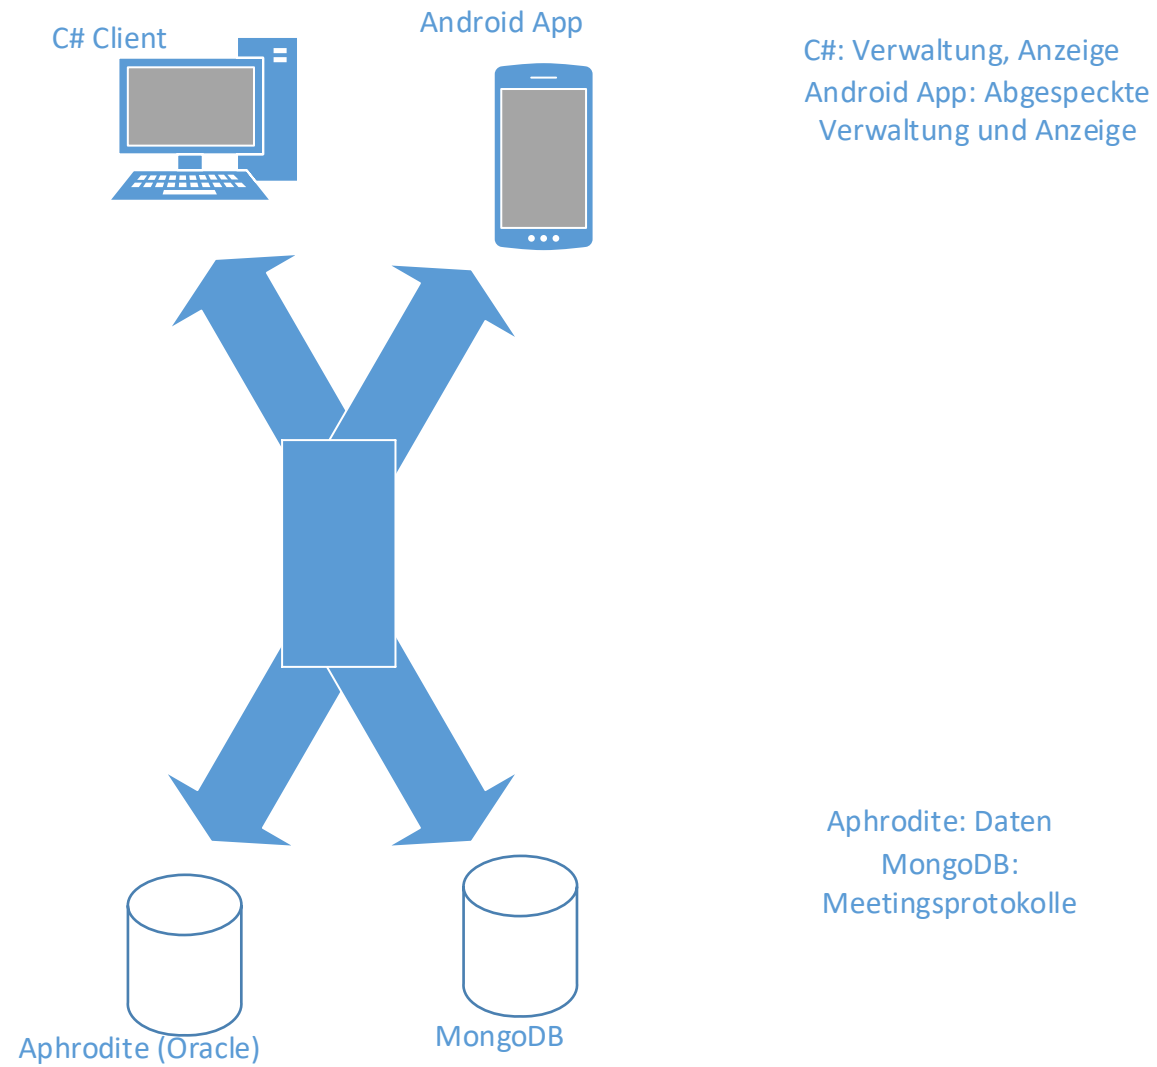 C# Client
Android App
C#: Verwaltung, Anzeige
Android App: Abgespeckte
Verwaltung und Anzeige
Aphrodite: Daten
MongoDB:
Meetingsprotokolle
Aphrodite (Oracle)
MongoDB